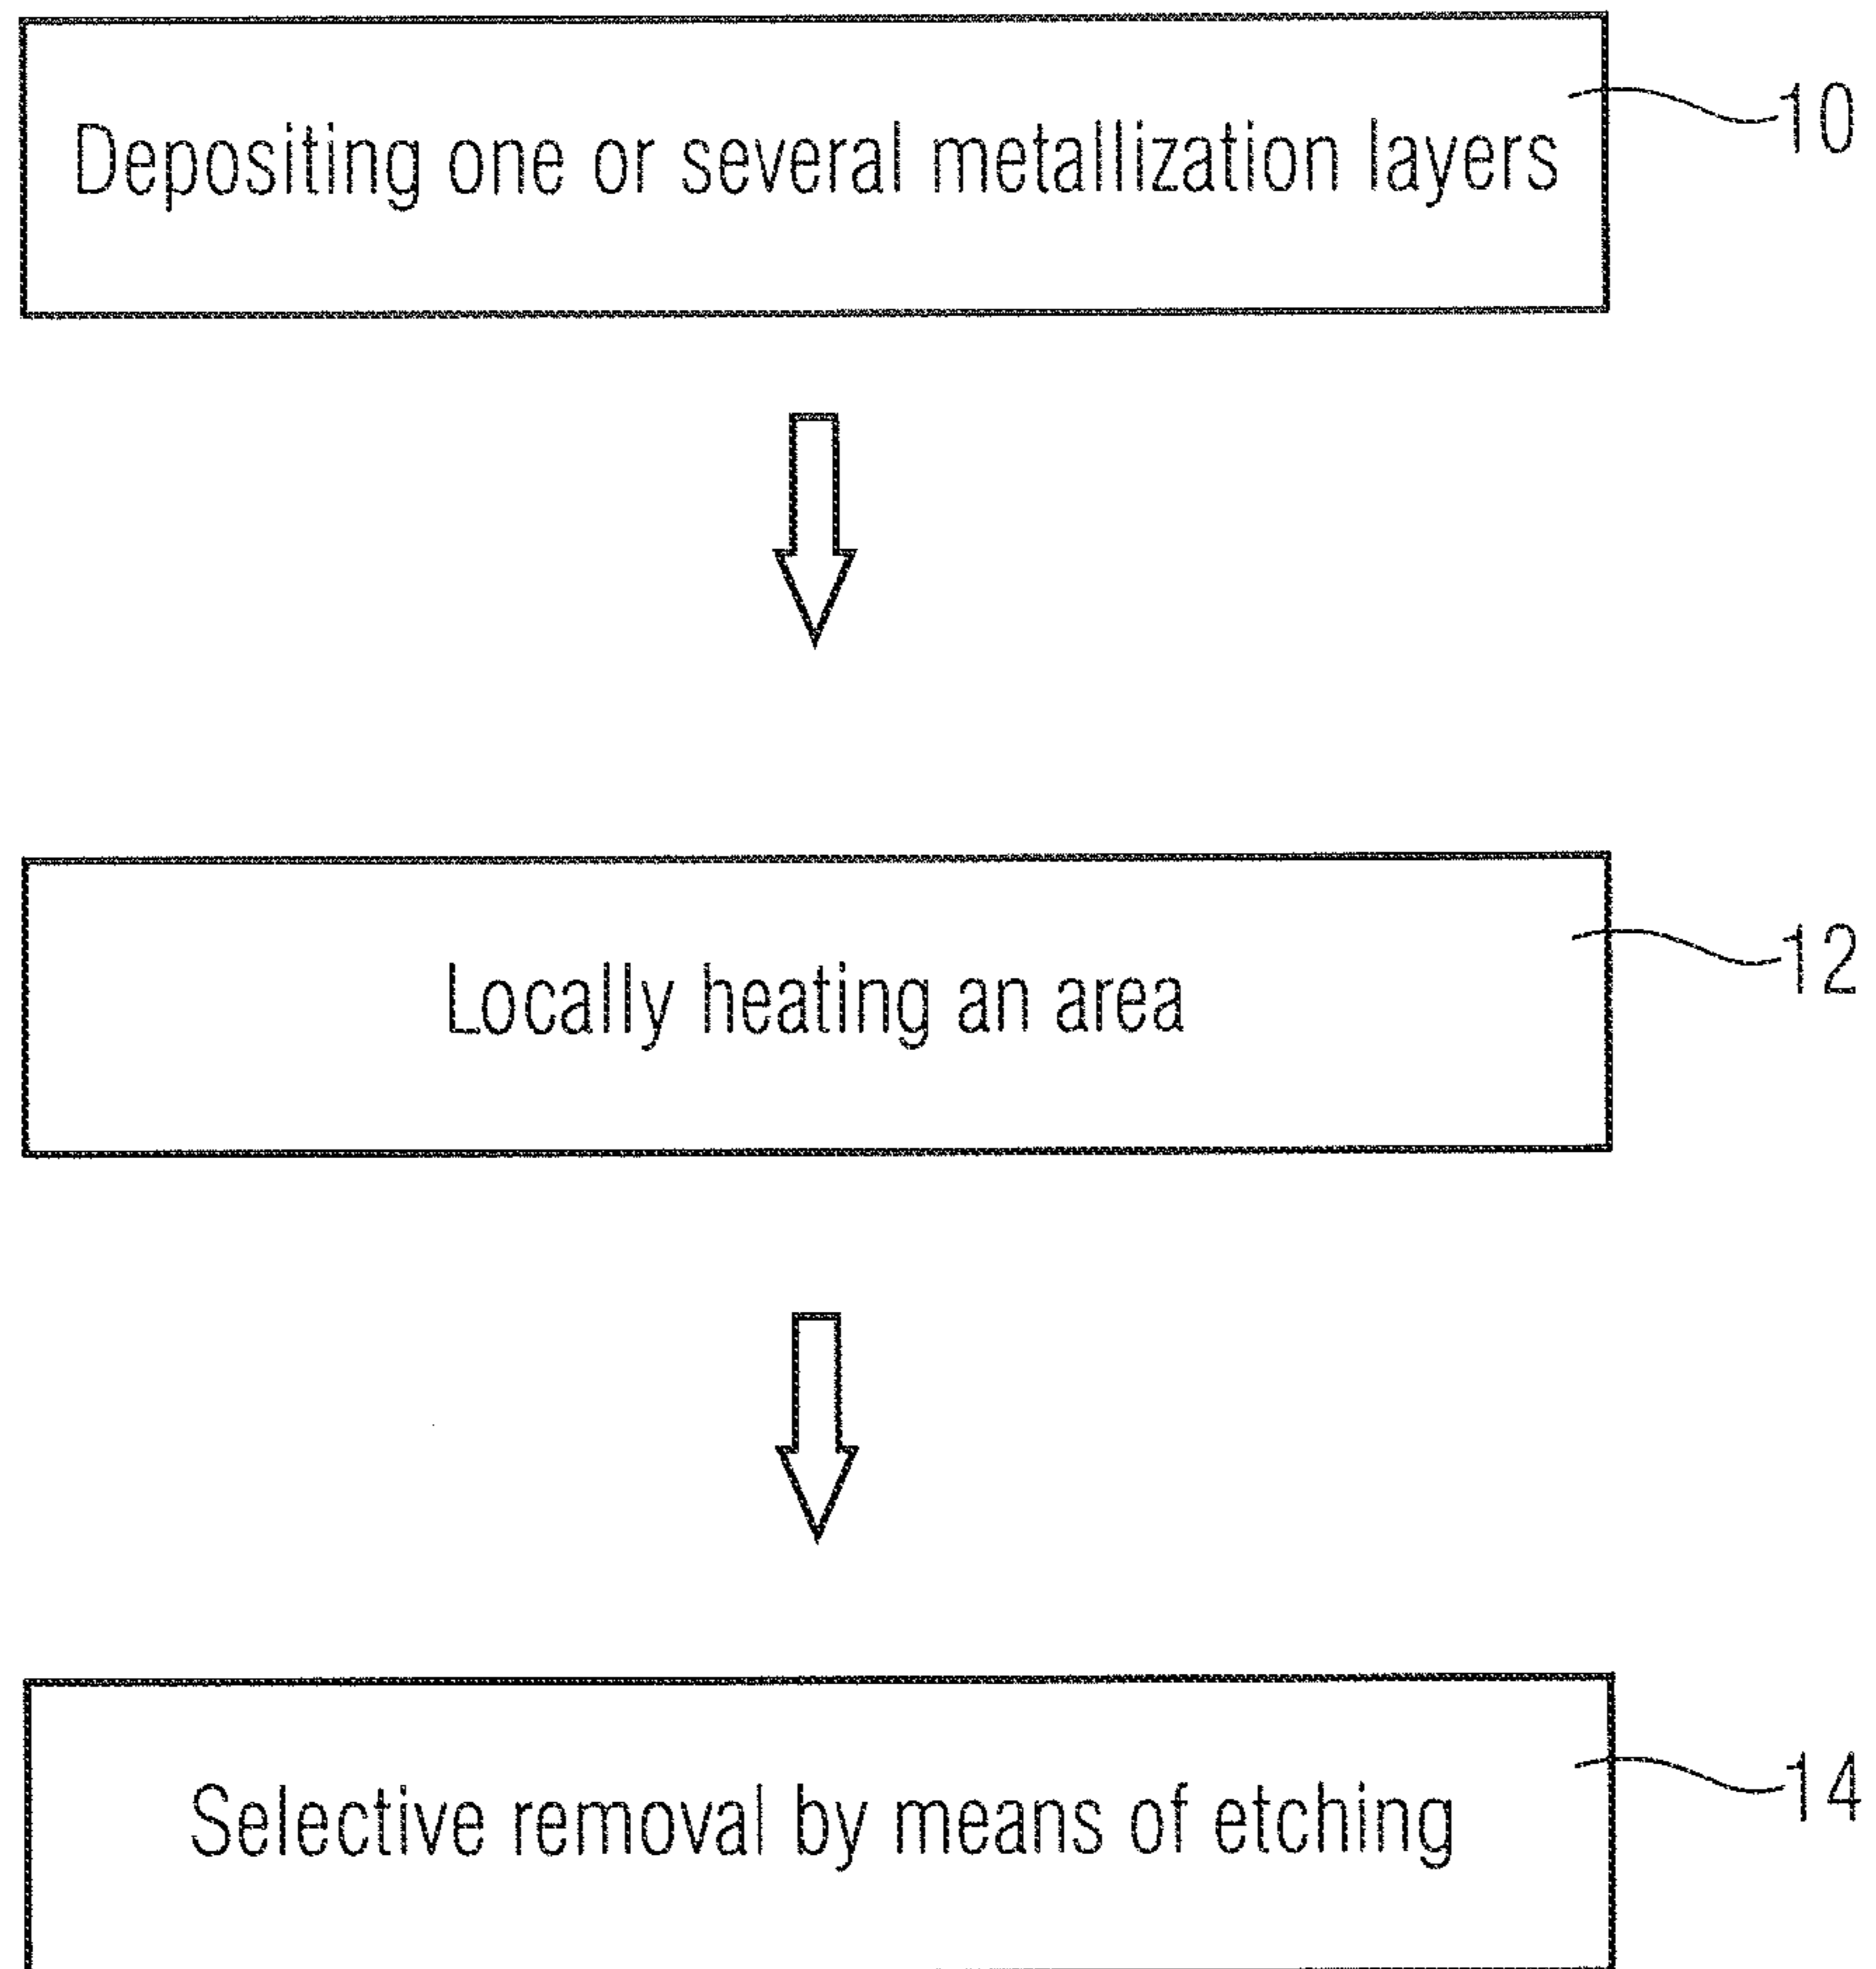 Depositing one or several metallization layers
10
Locally heating an area
12
Selective removal by means of etching
14